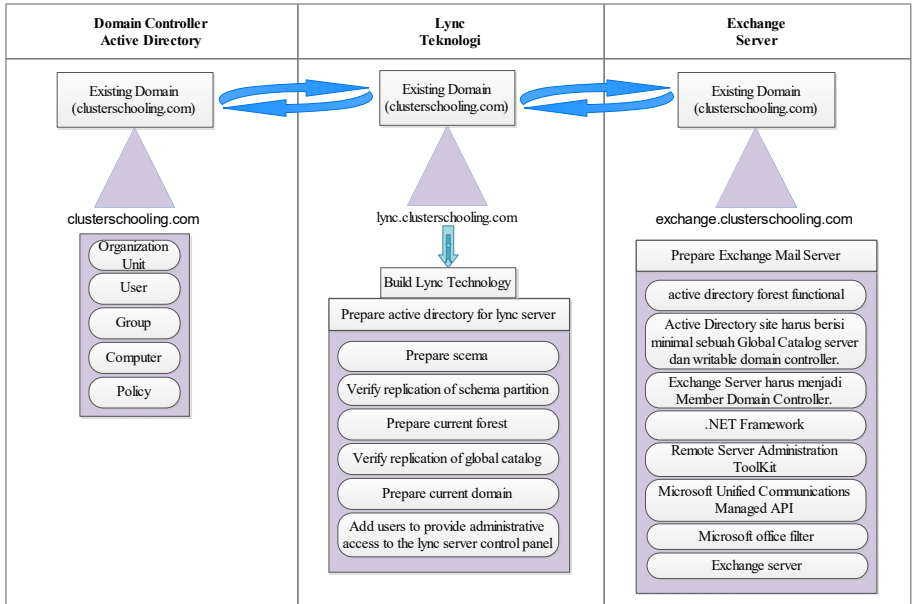 Domain Controller
Active Directory
Lync
Teknologi
Exchange
Server
Existing Domain
(clusterschooling.com)
Existing Domain
(clusterschooling.com)
Existing Domain
(clusterschooling.com)
clusterschooling.com
lync.clusterschooling.com
exchange.clusterschooling.com
Organization
Unit
User
Group
Computer
Policy
Build Lync Technology
Prepare active directory for lync server
Prepare scema
Verify replication of schema partition
Prepare current forest
Verify replication of global catalog
Prepare current domain
Add users to provide administrative
access to the lync server control panel
Prepare Exchange Mail Server
active directory forest functional
Active Directory site harus berisi
minimal sebuah Global Catalog server
dan writable domain controller.
Exchange Server harus menjadi
Member Domain Controller.
.NET Framework
Remote Server Administration
ToolKit
Microsoft Unified Communications
Managed API
Microsoft office filter
Exchange server